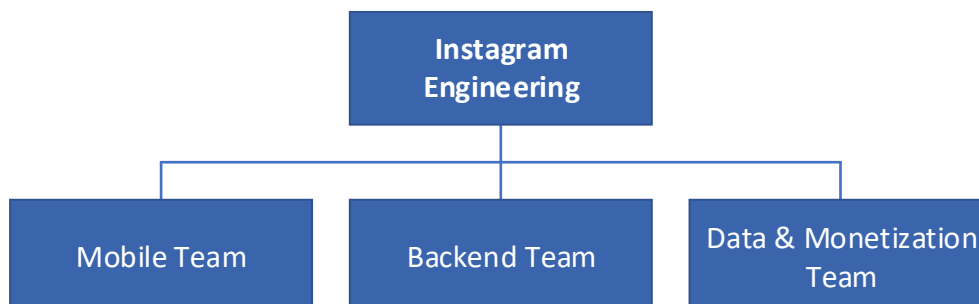 Instagram
Engineering
Mobile Team
Backend Team
Data & Monetization
Team